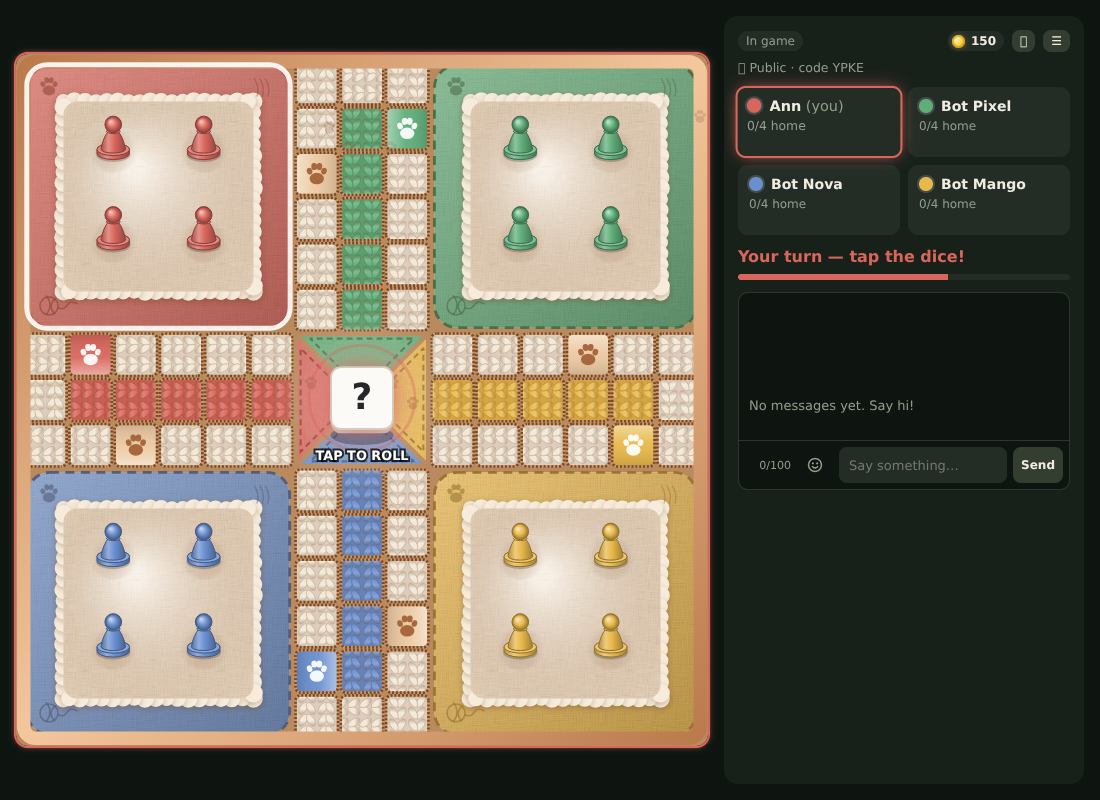 In game
150
Public · code YPKE
Ann (you)
0/4 home
Bot Pixel
0/4 home
Bot Nova
0/4 home
Bot Mango
0/4 home
Your turn — tap the dice!
?
TAP TO ROLL
No messages yet. Say hi!
0/100
Say something...
Send